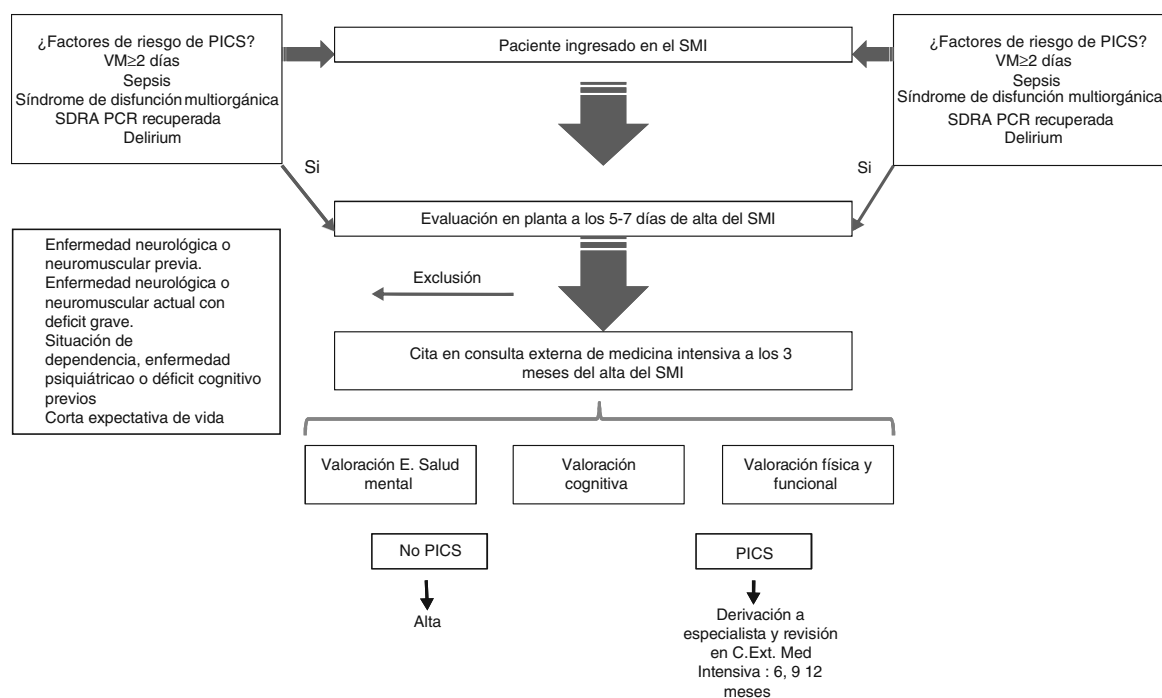 ¿Factores de riesgo de PICS?
VM≥2 días
Sepsis
Síndrome de disfunción multiorgánica
SDRA PCR recuperada
Delirium
Paciente ingresado en el SMI
¿Factores de riesgo de PICS?
VM≥2 días
Sepsis
Síndrome de disfunción multiorgánica
SDRA PCR recuperada
Delirium
Si
Si
Evaluación en planta a los 5-7 días de alta del SMI
Enfermedad neurológica o
neuromuscular previa.
Enfermedad neurológica o
neuromuscular actual con
deficit grave.
Situación de
dependencia, enfermedad
psiquiátricao o déficit cognitivo
previos
Corta expectativa de vida
Exclusión
Cita en consulta externa de medicina intensiva a los 3
meses del alta del SMI
Valoración E. Salud
mental
Valoración
cognitiva
Valoración física y
funcional
No PICS
PICS
Alta
Derivación a
especialista y revisión
en C.Ext. Med
Intensiva : 6, 9 12
meses